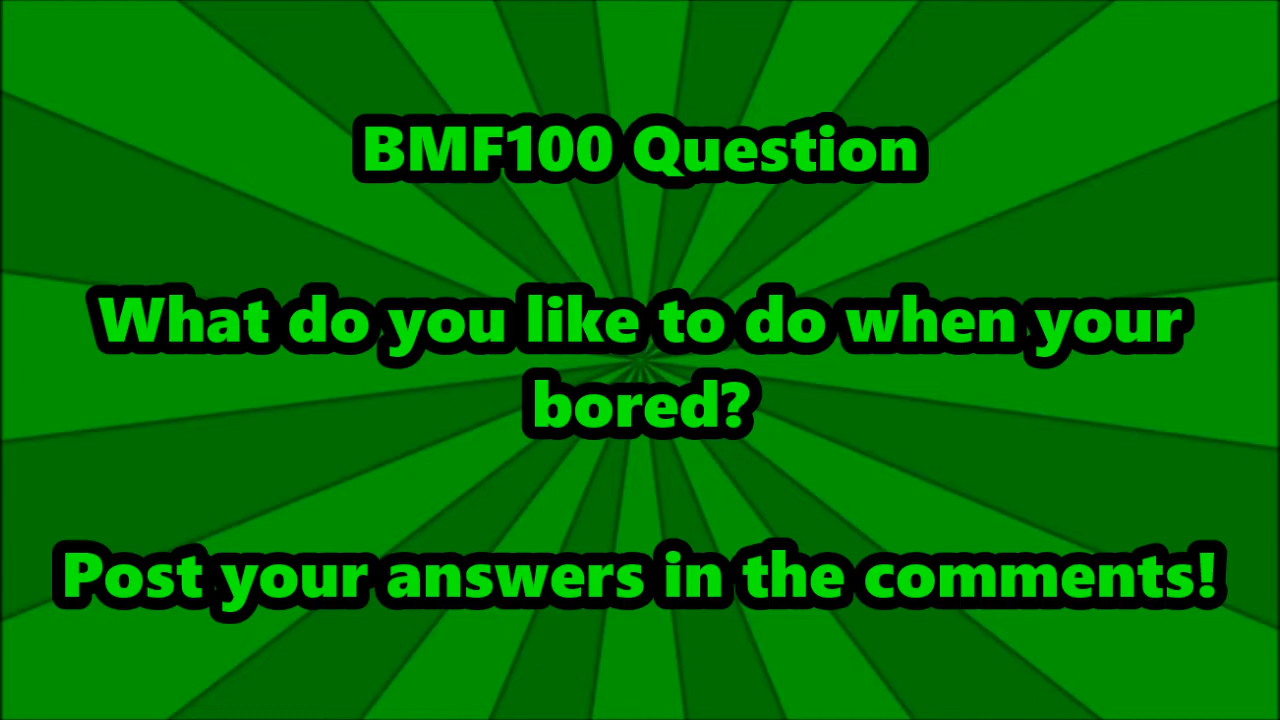 BMF100 Question
What do you like to do when your
bored?
Post your answers in the comments!